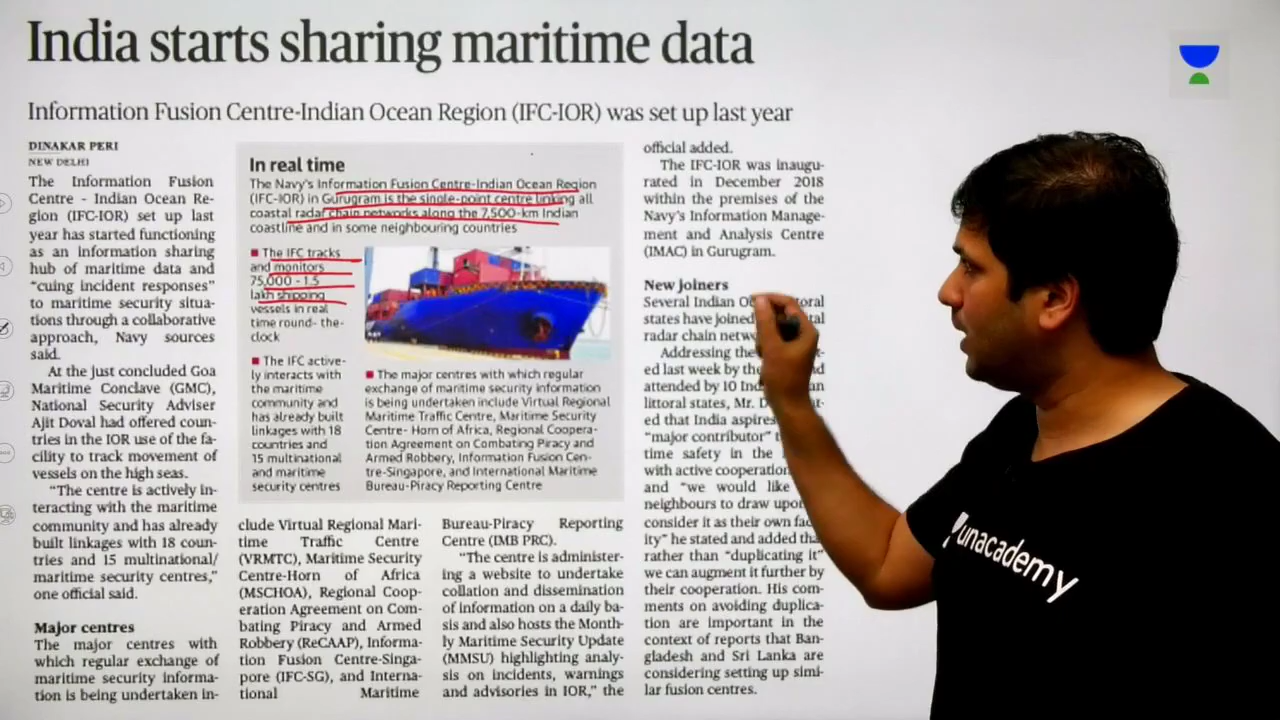 India starts sharing maritime data
Information Fusion Centre-Indian Ocean Region (IFC-IOR) was set up last year
DINAKAR PERI
NEW DELHI
The Information Fusion
Centre - Indian Ocean Re-
gion (IFC-IOR) set up last
year has started functioning
as an information sharing
hub of maritime data and
“cuing incident responses”
to maritime security situa-
tions through a collaborative
approach, Navy sources
said.
At the just concluded Goa
Maritime Conclave (GMC),
National Security Adviser
Ajit Doval had offered coun-
tries in the IOR use of the fa-
cility to track movement of
vessels on the high seas.
“The centre is actively in-
teracting with the maritime
community and has already
built linkages with 18 coun-
tries and 15 multinational/
maritime security centres,”
one official said.
Major centres
The major centres with
which regular exchange of
maritime security informa-
tion is being undertaken in-
In real time
The Navy's Information Fusion Centre-Indian Ocean Region
(IFC-IOR) in Gurugram is the single-point centre linking all
coastal radar chain networks along the 7,500-km Indian
coastline and in some neighbouring countries
The IFC tracks
and monitors
75,000 - 1.5
lakh shipping
vessels in real
time round- the-
clock
The IFC active-
ly interacts with
the maritime
community and
has already built
linkages with 18
countries and
15 multinational
and maritime
security centres
The major centres with which regular
exchange of maritime security information
is being undertaken include Virtual Regional
Maritime Traffic Centre, Maritime Security
Centre- Horn of Africa, Regional Coopera-
tion Agreement on Combating Piracy and
Armed Robbery, Information Fusion Cen-
tre-Singapore, and International Maritime
Bureau-Piracy Reporting Centre
clude Virtual Regional Mari-
time Traffic Centre
(VRMTC), Maritime Security
Centre-Horn of Africa
(MSCHOA), Regional Coop-
eration Agreement on Com-
bating Piracy and Armed
Robbery (ReCAAP), Informa-
tion Fusion Centre-Singa-
pore (IFC-SG), and Interna-
tional Maritime
Bureau-Piracy Reporting
Centre (IMB PRC).
“The centre is administer-
ing a website to undertake
collation and dissemination
of information on a daily ba-
sis and also hosts the Month-
ly Maritime Security Update
(MMSU) highlighting analy-
sis on incidents, warnings
and advisories in IOR,” the
official added.
The IFC-IOR was inaugu-
rated in December 2018
within the premises of the
Navy's Information Manage-
ment and Analysis Centre
(IMAC) in Gurugram.
New joiners
Several Indian
states have joined
radar chain
Addressing the
ed last week by the
attended by 10
littoral states, Mr.
ed that India aspires
“major contributor”
time safety in the
with active cooperation
and “we would like
neighbours to draw upon
consider it as their own
ity” he stated and added that
rather than “duplicating it”
we can augment it further by
their cooperation. His com-
ments on avoiding duplica-
tion are important in the
context of reports that Ban-
gladesh and Sri Lanka are
considering setting up simi-
lar fusion centres.
unacademy